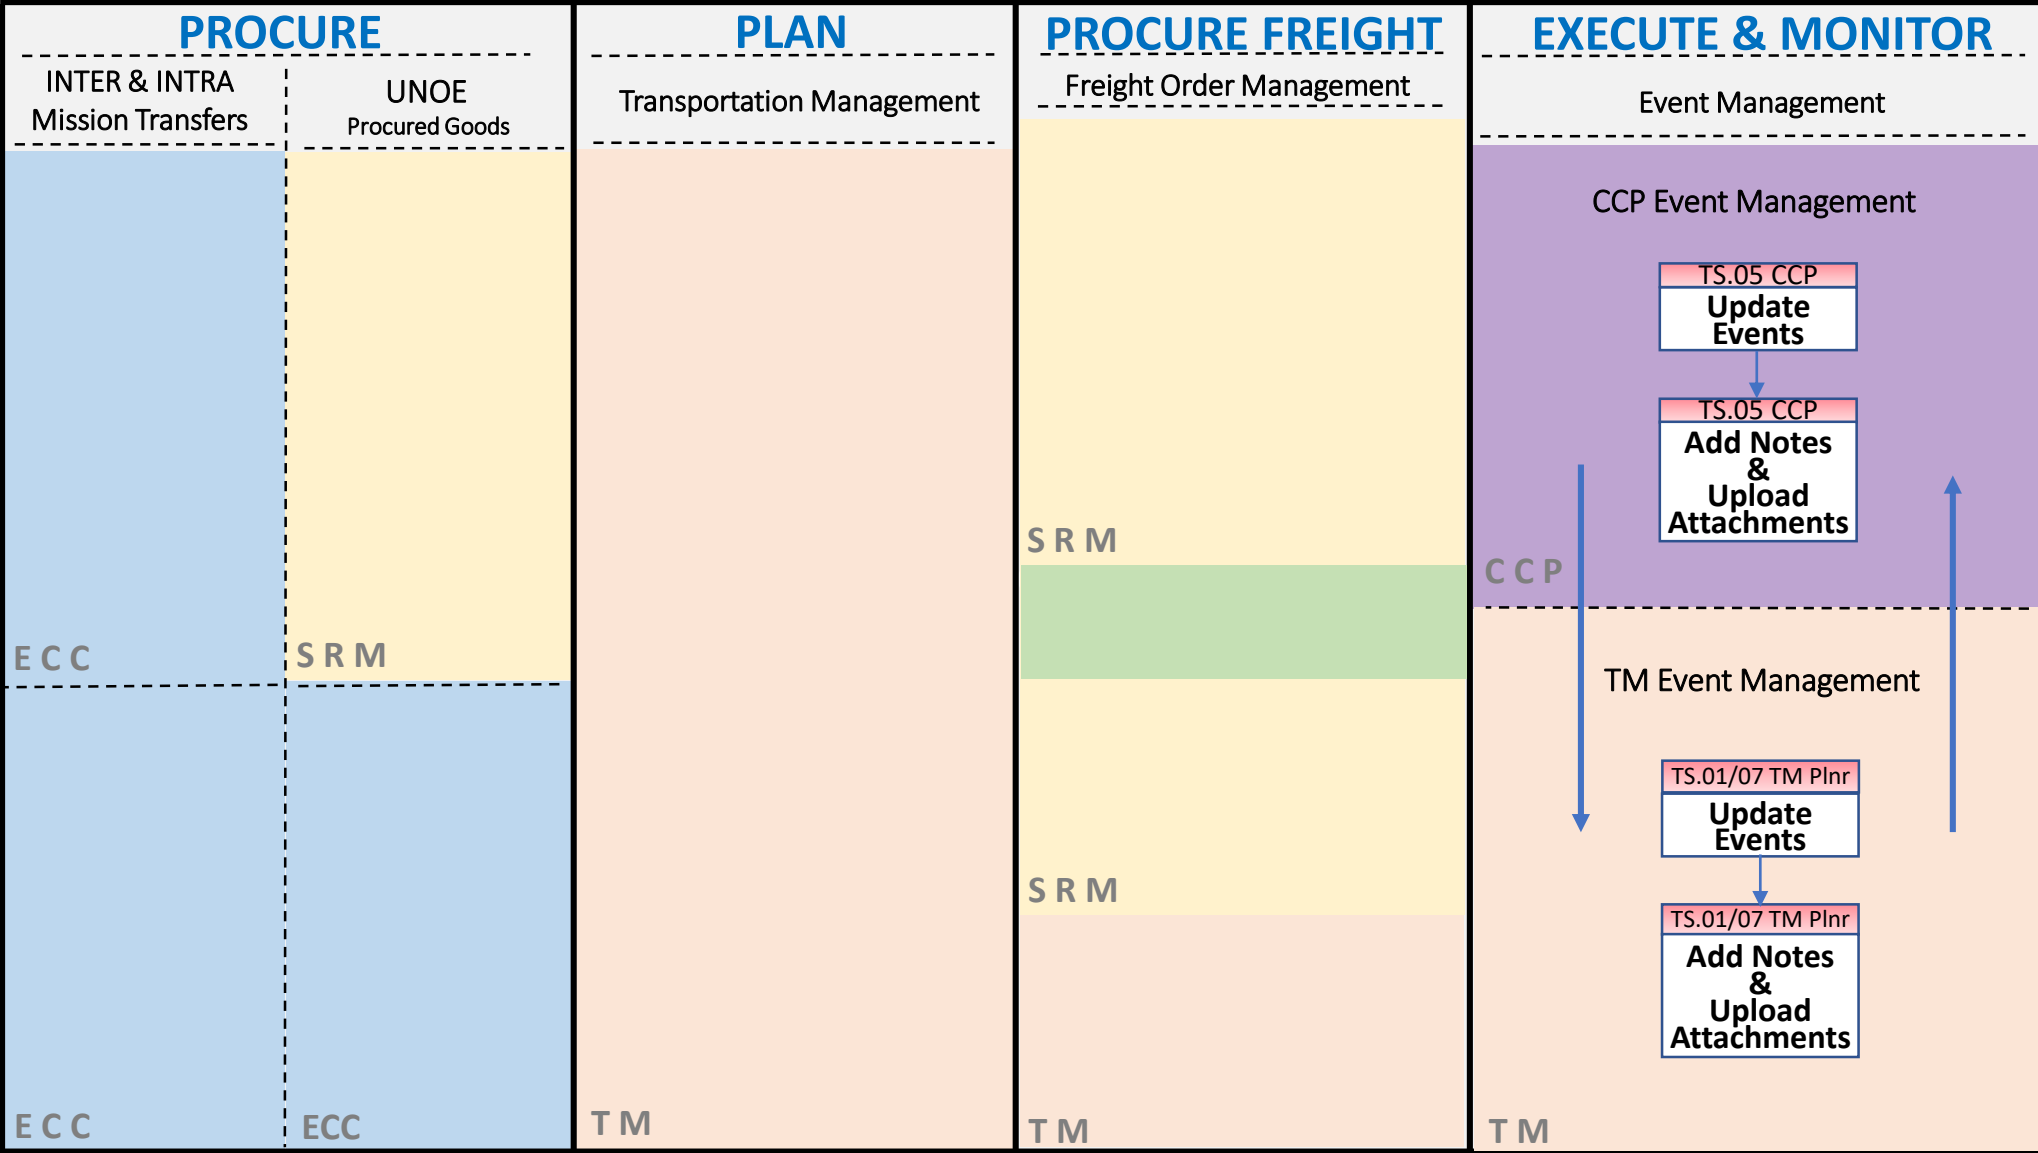 PROCURE
INTER & INTRA
Mission Transfers
UNOE
Procured Goods
E C C
S R M
E C C
ECC
PLAN
Transportation Management
T M
PROCURE FREIGHT
Freight Order Management
S R M
S R M
T M
EXECUTE & MONITOR
Event Management
CCP Event Management
TS.05 CCP
Update
Events
TS.05 CCP
Add Notes
&
Upload
Attachments
C C P
TM Event Management
TS.01/07 TM Plnr
Update
Events
TS.01/07 TM Plnr
Add Notes
&
Upload
Attachments
T M